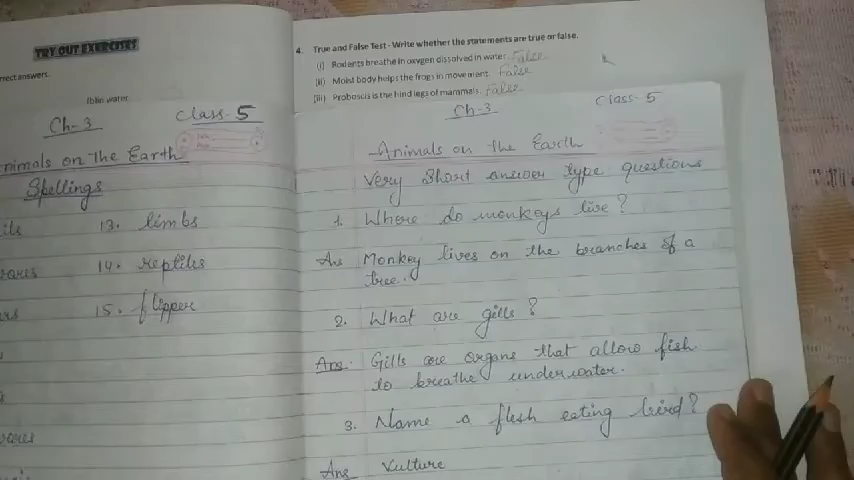 TRY OUT EXERCISES
rrect answers.
Ch-3
Class-5
nimals on the Earth
Spellings
13. limbs
14. reptiles
15. flipper
4. True and False Test - Write whether the statements are true or false.
(i) Rodents breathe in oxygen dissolved in water. False
(ii) Moist body helps the frogs in movement. False
(iii) Proboscis is the hind legs of mammals. False
Ch-3
Class-5
Animals on the Earth
Very Short answer type questions
1. Where do monkeys live?
Ans Monkey lives on the branches of a
tree.
2. What are gills?
Ans. Gills are organs that allow fish
to breathe underwater.
3. Name a flesh eating bird?
Ans Vulture